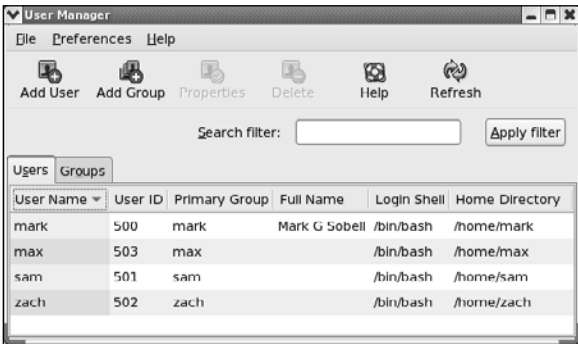 User Manager
File Preferences Help
Add User Add Group Properties Delete Help Refresh
Search filter: Apply filter
Users Groups
User Name User ID Primary Group Full Name Login Shell Home Directory
mark 500 mark Mark G Sobell /bin/bash /home/mark
max 503 max /bin/bash /home/max
sam 501 sam /bin/bash /home/sam
zach 502 zach /bin/bash /home/zach